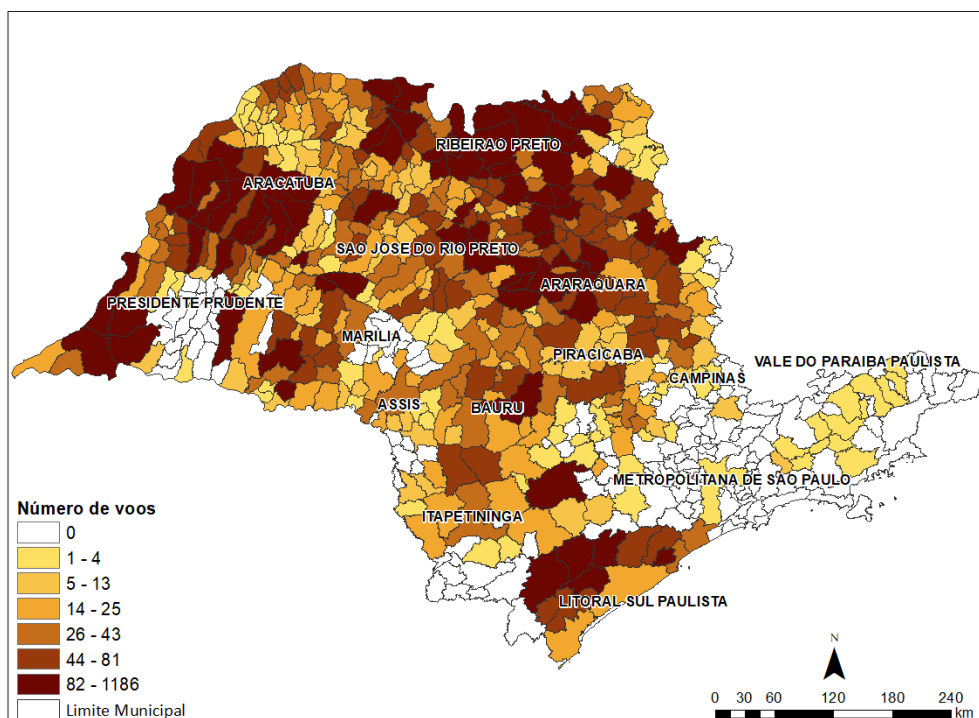 RIBEIRAO PRETO
ARACATUBA
SAO JOSE DO RIO PRETO
ARARAQUARA
PRESIDENTE PRUDENTE
MARILIA
PIRACICABA
VALE DO PARAIBA PAULISTA
CAMPINAS
ASSIS
BAURU
METROPOLITANA DE SAO PAULO
ITAPETININGA
LITORAL SUL PAULISTA
Número de voos
0
1 - 4
5 - 13
14 - 25
26 - 43
44 - 81
82 - 1186
Limite Municipal
N
0 30 60 120 180 240
km